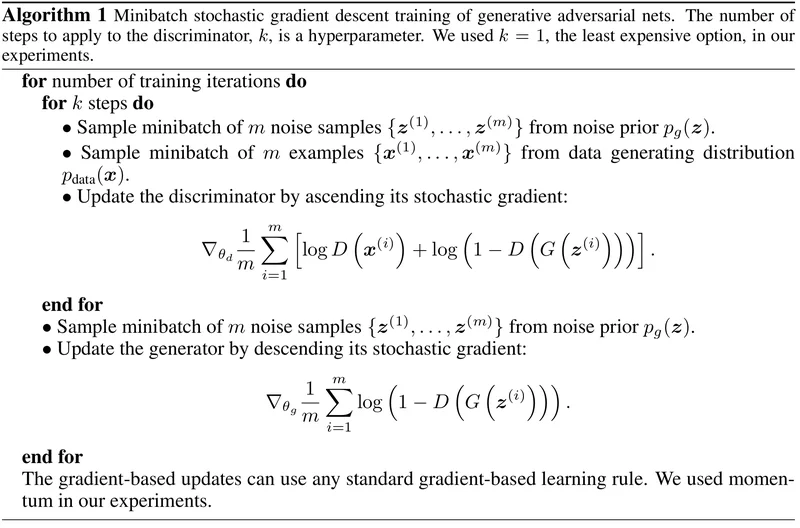 Algorithm 1 Minibatch stochastic gradient descent training of generative adversarial nets. The number of
steps to apply to the discriminator, k, is a hyperparameter. We used k = 1, the least expensive option, in our
experiments.
for number of training iterations do
for k steps do
• Sample minibatch of m noise samples {z^(1), . . . , z^(m)} from noise prior p_g(z).
• Sample minibatch of m examples {x^(1), . . . , x^(m)} from data generating distribution
p_data(x).
• Update the discriminator by ascending its stochastic gradient:
∇_θ_d 1/m ∑_{i=1}^m [log D (x^(i)) + log (1 − D (G (z^(i))))] .
end for
• Sample minibatch of m noise samples {z^(1), . . . , z^(m)} from noise prior p_g(z).
• Update the generator by descending its stochastic gradient:
∇_θ_g 1/m ∑_{i=1}^m log (1 − D (G (z^(i)))) .
end for
The gradient-based updates can use any standard gradient-based learning rule. We used momen-
tum in our experiments.